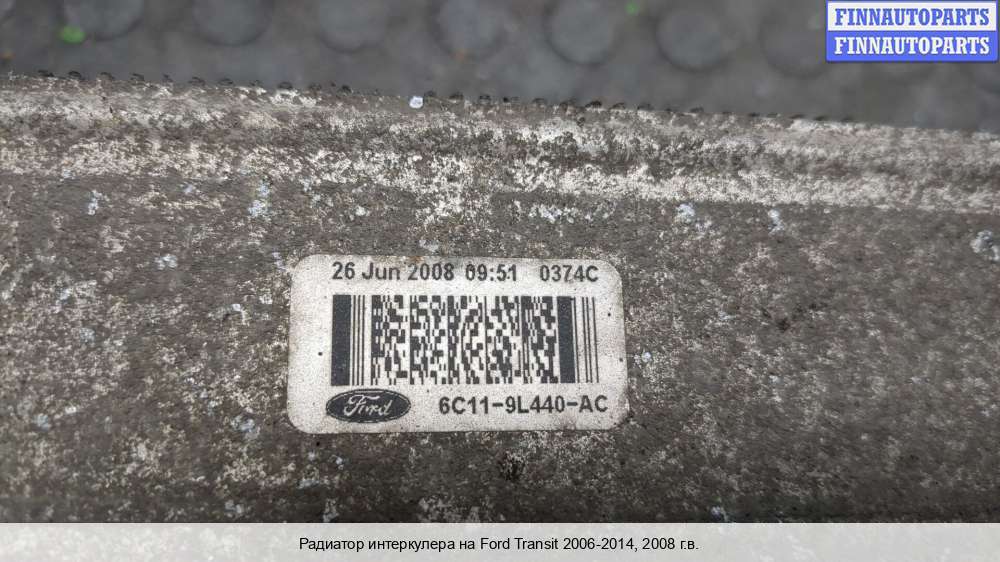 FINNAUTOPARTS
FINNAUTOPARTS
26 Jun 2008 09:51 0374C
Ford 6C11-9L440-AC
Радиатор интеркулера на Ford Transit 2006-2014, 2008 г.в.